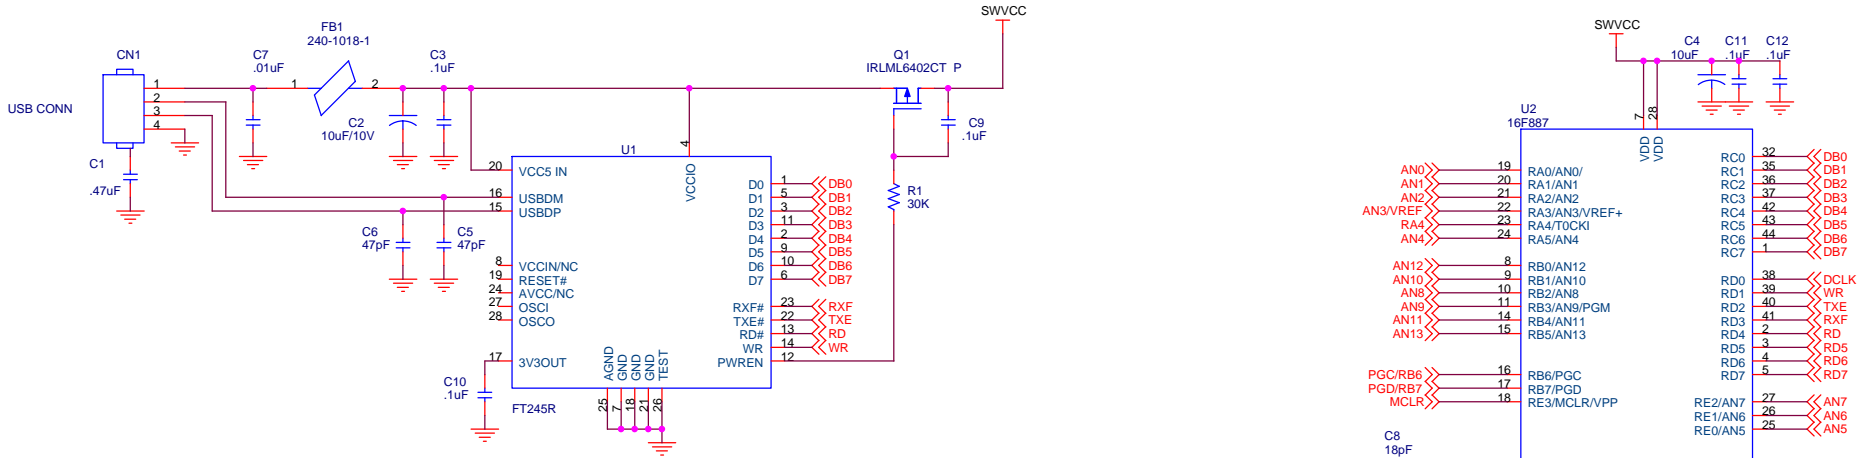 SWVCC
FB1
240-1018-1
CN1
C7
.01uF
C3
.1uF
Q1
IRLML6402CT P
1
2
3
4
1
2
USB CONN
C2
10uF/10V
C9
.1uF
C1
.47uF
U1
4
VCCIO
20 VCC5 IN
16 USBDM
15 USBDP
C6
47pF
C5
47pF
8 VCCIN/NC
19 RESET#
24 AVCC/NC
27 OSCI
28 OSCO
17 3V3OUT
C10
.1uF
FT245R
D0 1 DB0
D1 5 DB1
D2 3 DB2
D3 11 DB3
D4 2 DB4
D5 9 DB5
D6 10 DB6
D7 6 DB7
RXF# 23 RXF
TXE# 22 TXE
RD# 13 RD
WR 14 WR
PWREN 12
AGND
GND
GND
GND
TEST
25
7
18
21
26
R1
30K
SWVCC
C4
10uF
C11
.1uF
C12
.1uF
U2
16F887
7
28
VDD
VDD
AN0 19 RA0/AN0/
AN1 20 RA1/AN1
AN2 21 RA2/AN2
AN3/VREF 22 RA3/AN3/VREF+
RA4 23 RA4/T0CKI
AN4 24 RA5/AN4
AN12 8 RB0/AN12
AN10 9 RB1/AN10
AN8 10 RB2/AN8
AN9 11 RB3/AN9/PGM
AN11 14 RB4/AN11
AN13 15 RB5/AN13
PGC/RB6 16 RB6/PGC
PGD/RB7 17 RB7/PGD
MCLR 18 RE3/MCLR/VPP
RC0 32 DB0
RC1 35 DB1
RC2 36 DB2
RC3 37 DB3
RC4 42 DB4
RC5 43 DB5
RC6 44 DB6
RC7 1 DB7
RD0 38 DCLK
RD1 39 WR
RD2 40 TXE
RD3 41 RXF
RD4 2 RD
RD5 3 RD5
RD6 4 RD6
RD7 5 RD7
RE2/AN7 27 AN7
RE1/AN6 26 AN6
RE0/AN5 25 AN5
C8
18pF